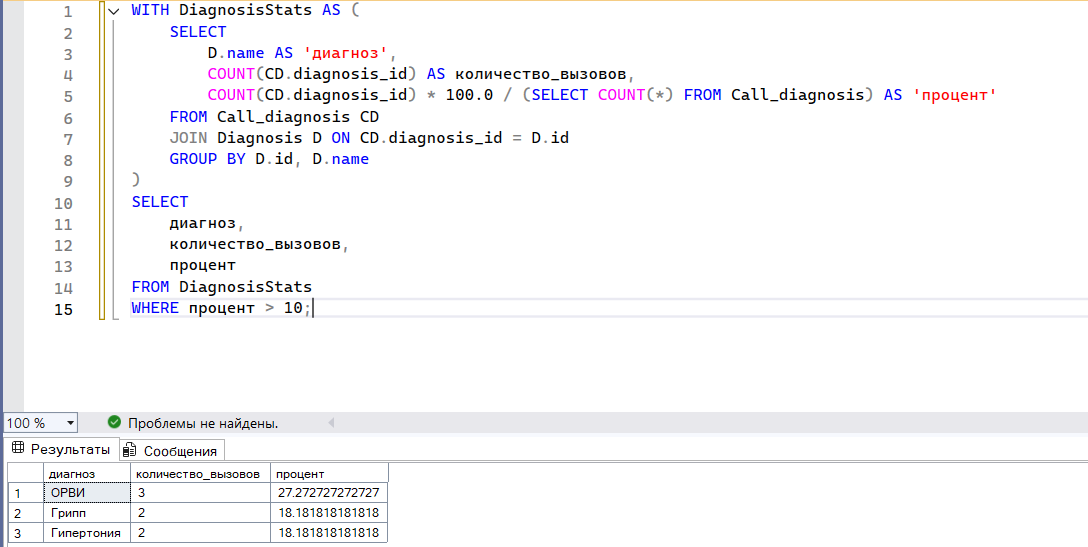 1 WITH DiagnosisStats AS (
2 SELECT
3 D.name AS 'диагноз',
4 COUNT(CD.diagnosis_id) AS количество_вызовов,
5 COUNT(CD.diagnosis_id) * 100.0 / (SELECT COUNT(*) FROM Call_diagnosis) AS 'процент'
6 FROM Call_diagnosis CD
7 JOIN Diagnosis D ON CD.diagnosis_id = D.id
8 GROUP BY D.id, D.name
9 )
10 SELECT
11 диагноз,
12 количество_вызовов,
13 процент
14 FROM DiagnosisStats
15 WHERE процент > 10;
100 % Проблемы не найдены.
Результаты Сообщения
диагноз количество_вызовов процент
1 ОРВИ 3 27.272727272727
2 Грипп 2 18.181818181818
3 Гипертония 2 18.181818181818